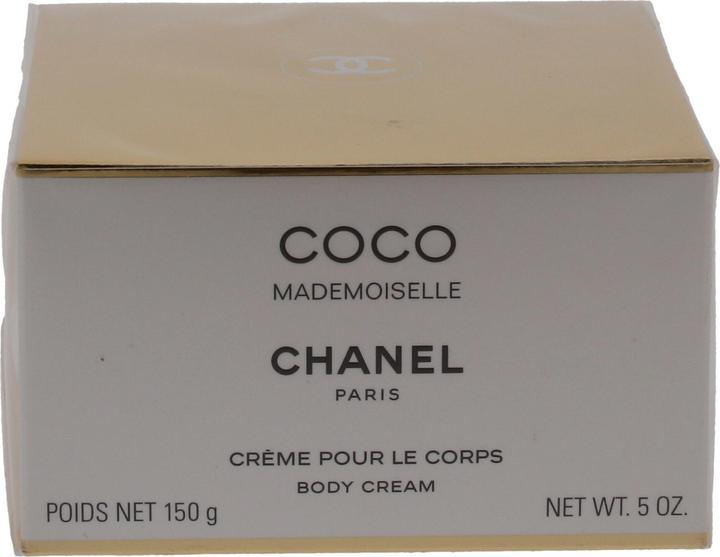 COCO
MADEMOISELLE
CHANEL
PARIS
CRÈME POUR LE CORPS
BODY CREAM
POIDS NET 150 g NET WT. 5 OZ.